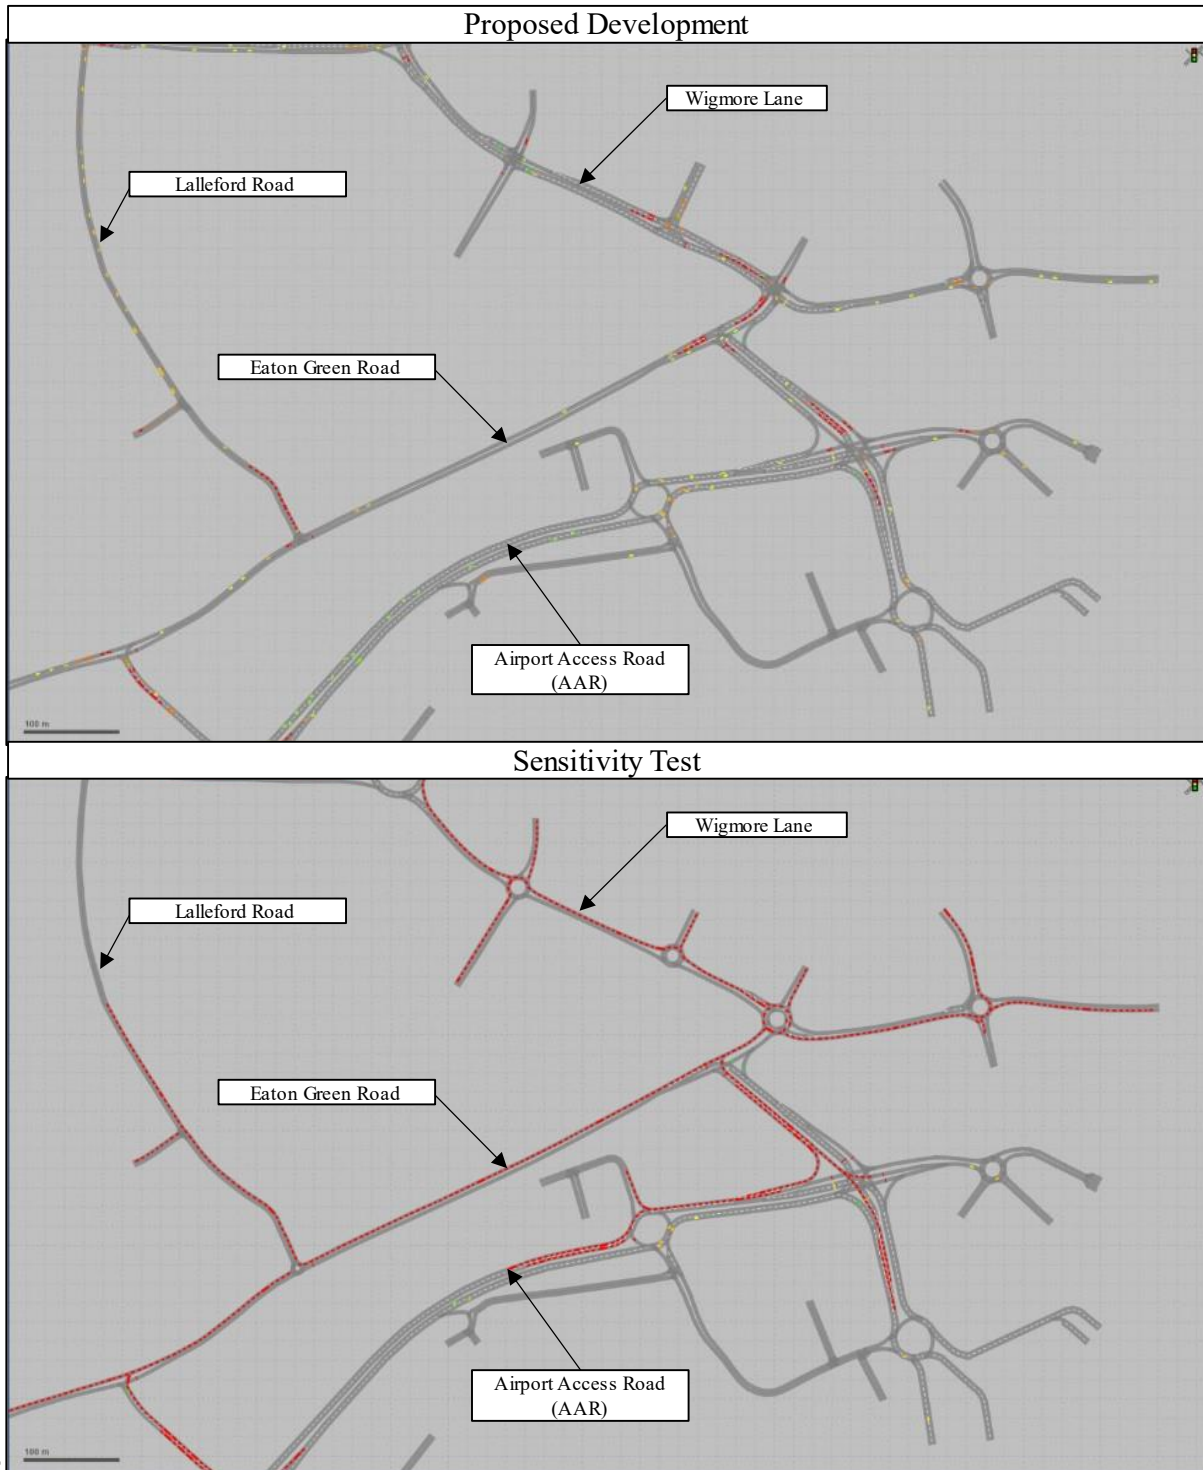 Proposed Development
Wigmore Lane
Lalleford Road
Eaton Green Road
Airport Access Road
(AAR)
100 m
Sensitivity Test
Wigmore Lane
Lalleford Road
Eaton Green Road
Airport Access Road
(AAR)
100 m